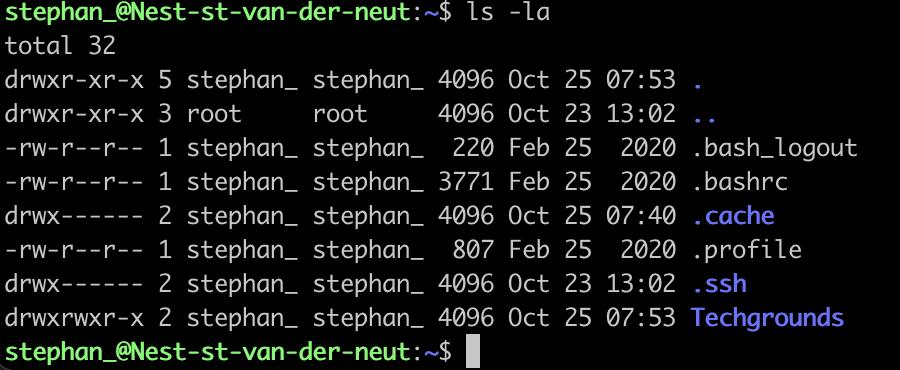 stephan_@Nest-st-van-der-neut:~$ ls -la
total 32
drwxr-xr-x 5 stephan_ stephan_ 4096 Oct 25 07:53 .
drwxr-xr-x 3 root     root     4096 Oct 23 13:02 ..
-rw-r--r-- 1 stephan_ stephan_  220 Feb 25  2020 .bash_logout
-rw-r--r-- 1 stephan_ stephan_ 3771 Feb 25  2020 .bashrc
drwx------ 2 stephan_ stephan_ 4096 Oct 25 07:40 .cache
-rw-r--r-- 1 stephan_ stephan_  807 Feb 25  2020 .profile
drwx------ 2 stephan_ stephan_ 4096 Oct 23 13:02 .ssh
drwxrwxr-x 2 stephan_ stephan_ 4096 Oct 25 07:53 Techgrounds
stephan_@Nest-st-van-der-neut:~$